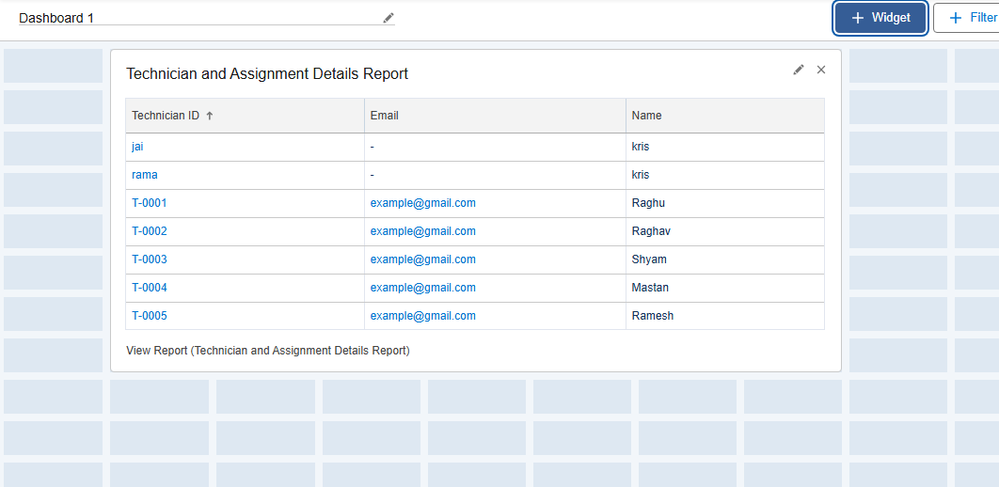 Dashboard 1
+ Widget
+ Filter
Technician and Assignment Details Report
Technician ID ↑ Email Name
jai - kris
rama - kris
T-0001 example@gmail.com Raghu
T-0002 example@gmail.com Raghav
T-0003 example@gmail.com Shyam
T-0004 example@gmail.com Mastan
T-0005 example@gmail.com Ramesh
View Report (Technician and Assignment Details Report)